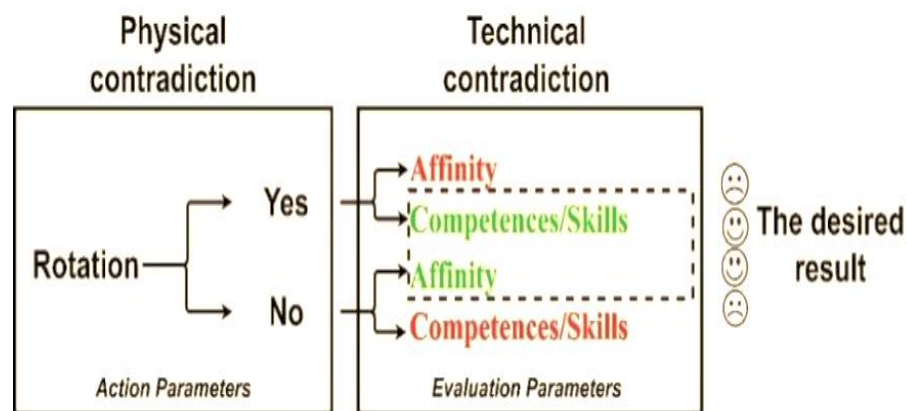 Physical
contradiction
Technical
contradiction
Rotation
Yes
No
Action Parameters
Affinity
Competences/Skills
Affinity
Competences/Skills
Evaluation Parameters
The desired
result